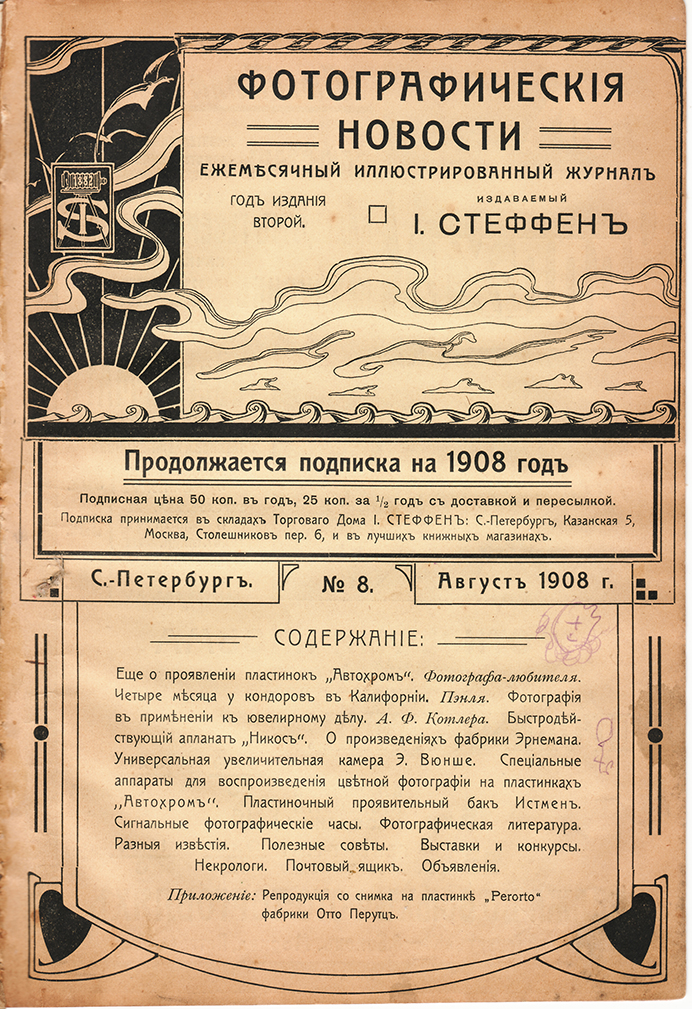 ФОТОГРАФИЧЕСКІЯ
НОВОСТИ
ЕЖЕМѢСЯЧНЫЙ ИЛЛЮСТРИРОВАННЫЙ ЖУРНАЛЪ
ГОДЪ ИЗДАНІЯ
ВТОРОЙ.
ИЗДАВАЕМЫЙ
І. СТЕФФЕНЪ
Продолжается подписка на 1908 годъ
Подписная цѣна 50 коп. въ годъ, 25 коп. за 1/2 годъ съ доставкой и пересылкой.
Подписка принимается въ складахъ Торговаго Дома І. СТЕФФЕНЪ: С.-Петербургъ, Казанская 5,
Москва, Столешниковъ пер. 6, и въ лучшихъ книжныхъ магазинахъ.
С.-Петербургъ.
№ 8.
Августъ 1908 г.
СОДЕРЖАНІЕ:
Еще о проявленіи пластинокъ „Автохромъ“. Фотографа-любителя.
Четыре мѣсяца у кондоровъ въ Калифорніи. Пэнля. Фотографія
въ примѣненіи къ ювелирному дѣлу. А. Ф. Котлера. Быстродѣй-
ствующій апланатъ „Никосъ“. О произведеніяхъ фабрики Эрнемана.
Универсальная увеличительная камера Э. Вюнше. Спеціальные
аппараты для воспроизведенія цвѣтной фотографіи на пластинкахъ
„Автохромъ“. Пластиночный проявительный бакъ Истменъ.
Сигнальные фотографическіе часы. Фотографическая литература.
Разныя извѣстія. Полезные совѣты. Выставки и конкурсы.
Некрологи. Почтовый ящикъ. Объявленія.
Приложеніе: Репродукція со снимка на пластинкѣ „Perorto“
фабрики Отто Перутцъ.